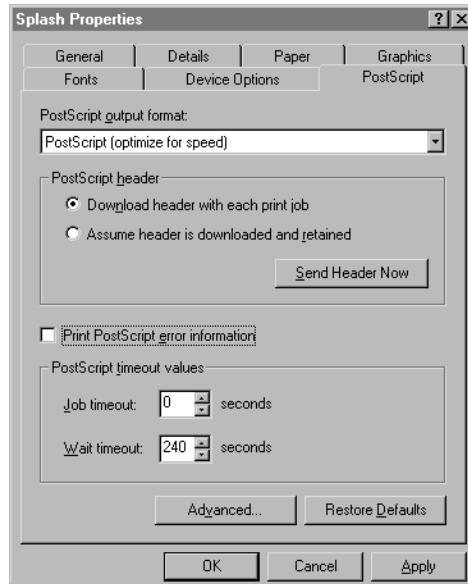 Splash Properties
General Details Paper Graphics
Fonts Device Options PostScript
PostScript output format:
PostScript (optimize for speed)
PostScript header
Download header with each print job
Assume header is downloaded and retained
Send Header Now
Print PostScript error information
PostScript timeout values
Job timeout: 0 seconds
Wait timeout: 240 seconds
Advanced... Restore Defaults
OK Cancel Apply